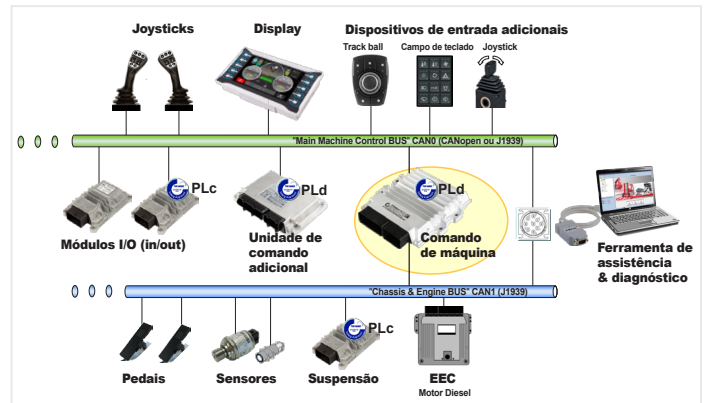 Joysticks
Display
Dispositivos de entrada adicionais
Track ball
Campo de teclado
Joystick
"Main Machine Control BUS" CAN0 (CANopen ou J1939)
PLc
PLd
PLd
Módulos I/O (in/out)
Unidade de
comando
adicional
Comando
de máquina
Ferramenta de
assistência
& diagnóstico
"Chassis & Engine BUS" CAN1 (J1939)
PLc
Pedais
Sensores
Suspensão
EEC
Motor Diesel